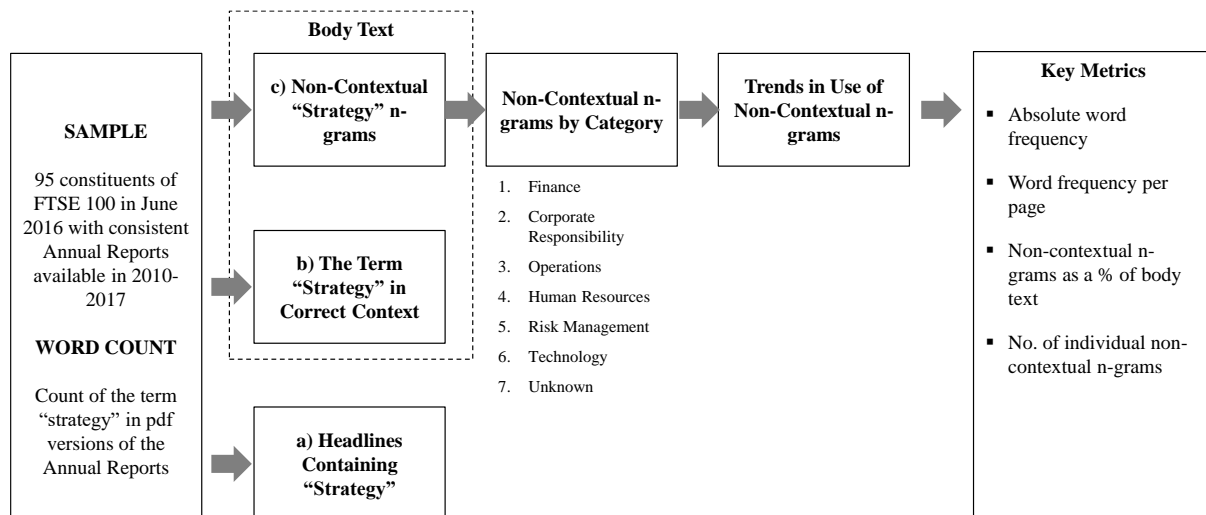 SAMPLE
95 constituents of
FTSE 100 in June
2016 with consistent
Annual Reports
available in 2010-
2017
WORD COUNT
Count of the term
“strategy” in pdf
versions of the
Annual Reports
Body Text
c) Non-Contextual
“Strategy” n-
grams
b) The Term
“Strategy” in
Correct Context
a) Headlines
Containing
“Strategy”
Non-Contextual n-
grams by Category
1. Finance
2. Corporate
Responsibility
3. Operations
4. Human Resources
5. Risk Management
6. Technology
7. Unknown
Trends in Use of
Non-Contextual n-
grams
Key Metrics
▪ Absolute word
frequency
▪ Word frequency per
page
▪ Non-contextual n-
grams as a % of body
text
▪ No. of individual non-
contextual n-grams